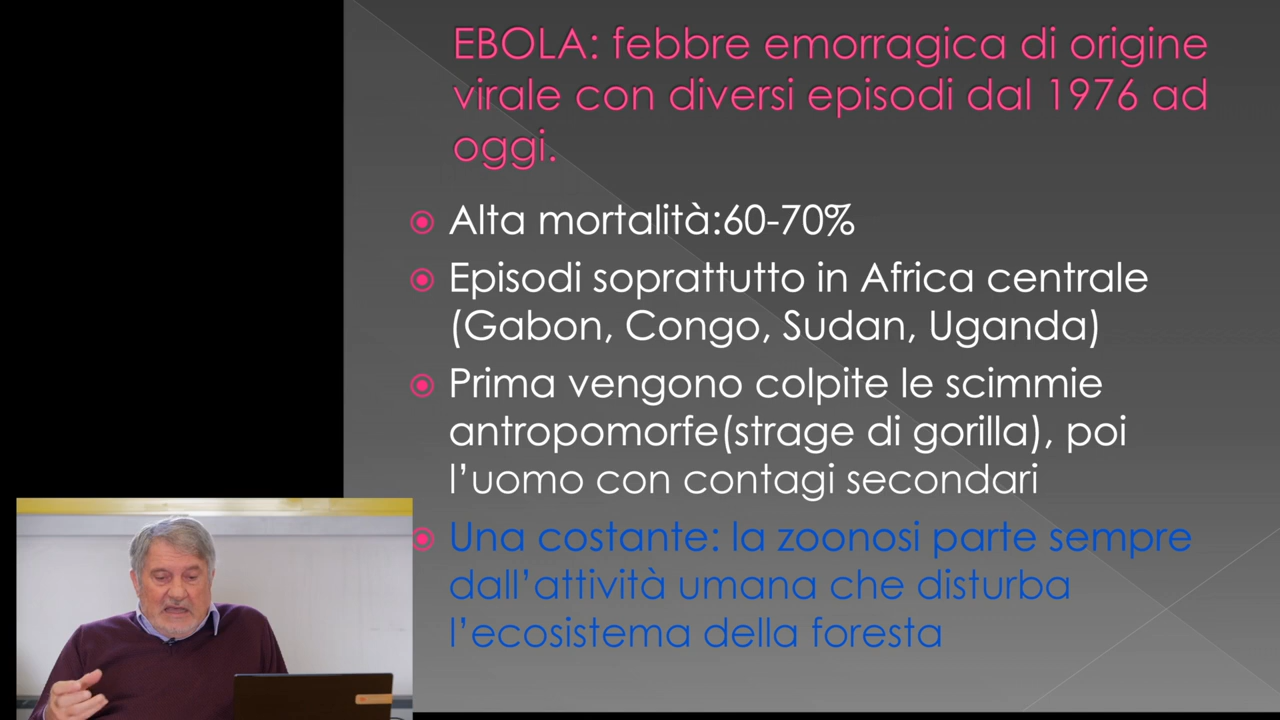 EBOLA: febbre emorragica di origine
virale con diversi episodi dal 1976 ad
oggi.
Alta mortalità:60-70%
Episodi soprattutto in Africa centrale
(Gabon, Congo, Sudan, Uganda)
Prima vengono colpite le scimmie
antropomorfe(strage di gorilla), poi
l’uomo con contagi secondari
Una costante: la zoonosi parte sempre
dall’attività umana che disturba
l’ecosistema della foresta